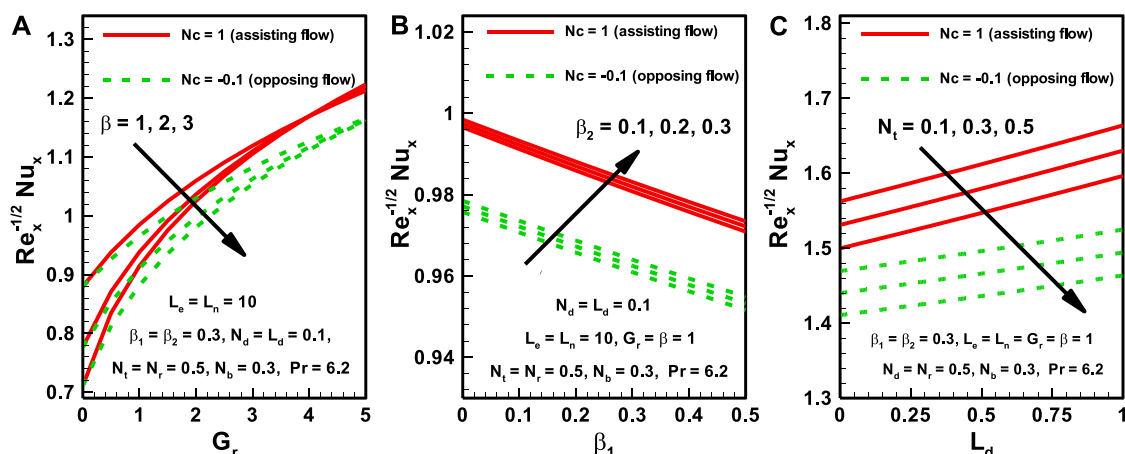 A
Re_x^-1/2 Nu_x
1.3
1.2
1.1
1
0.9
0.8
0.7
Nc = 1 (assisting flow)
Nc = -0.1 (opposing flow)
β = 1, 2, 3
L_e = L_n = 10
β_1 = β_2 = 0.3, N_d = L_d = 0.1,
N_t = N_r = 0.5, N_b = 0.3, Pr = 6.2
0 1 2 3 4 5
G_r
B
Re_x^-1/2 Nu_x
1.02
1
0.98
0.96
0.94
Nc = 1 (assisting flow)
Nc = -0.1 (opposing flow)
β_2 = 0.1, 0.2, 0.3
N_d = L_d = 0.1
L_e = L_n = 10, G_r = β = 1
N_t = N_r = 0.5, N_b = 0.3, Pr = 6.2
0 0.1 0.2 0.3 0.4 0.5
β_1
C
Re_x^-1/2 Nu_x
1.8
1.7
1.6
1.5
1.4
1.3
Nc = 1 (assisting flow)
Nc = -0.1 (opposing flow)
N_t = 0.1, 0.3, 0.5
β_1 = β_2 = 0.3, L_e = L_n = G_r = β = 1
N_d = N_r = 0.5, N_b = 0.3, Pr = 6.2
0 0.25 0.5 0.75 1
L_d